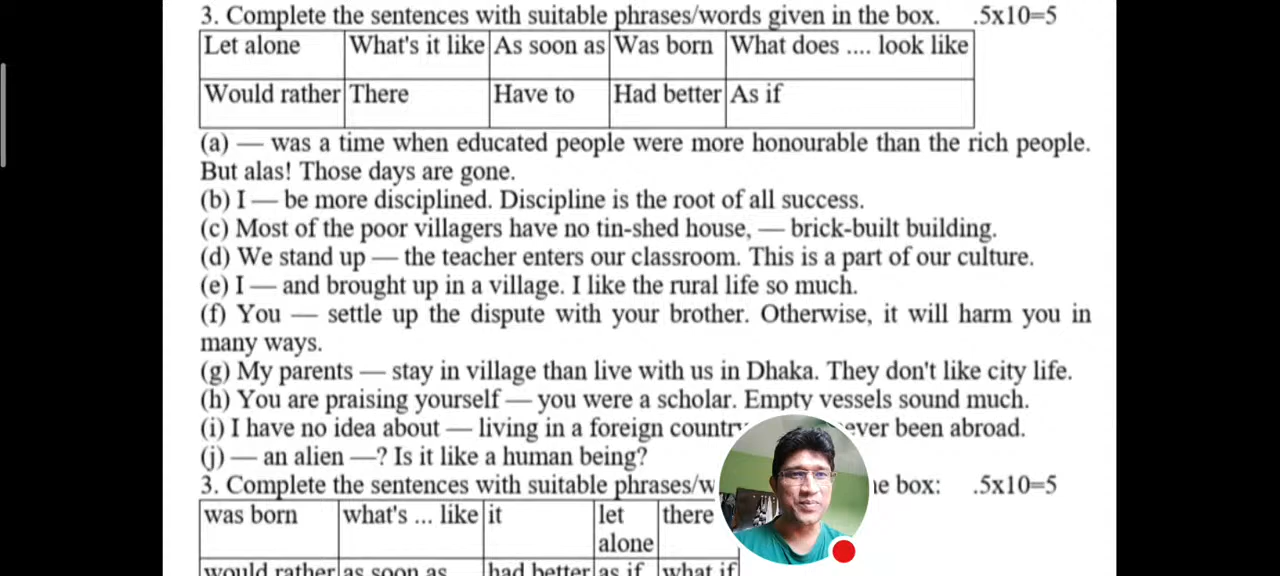 3. Complete the sentences with suitable phrases/words given in the box. .5x10=5
Let alone What's it like As soon as Was born What does .... look like
Would rather There Have to Had better As if
(a) — was a time when educated people were more honourable than the rich people.
But alas! Those days are gone.
(b) I — be more disciplined. Discipline is the root of all success.
(c) Most of the poor villagers have no tin-shed house, — brick-built building.
(d) We stand up — the teacher enters our classroom. This is a part of our culture.
(e) I — and brought up in a village. I like the rural life so much.
(f) You — settle up the dispute with your brother. Otherwise, it will harm you in
many ways.
(g) My parents — stay in village than live with us in Dhaka. They don't like city life.
(h) You are praising yourself — you were a scholar. Empty vessels sound much.
(i) I have no idea about — living in a foreign been abroad.
(j) — an alien —? Is it like a human being?
3. Complete the sentences with suitable box: .5x10=5
was born what's ... like it let there
alone
would rather as soon as had better as if what if